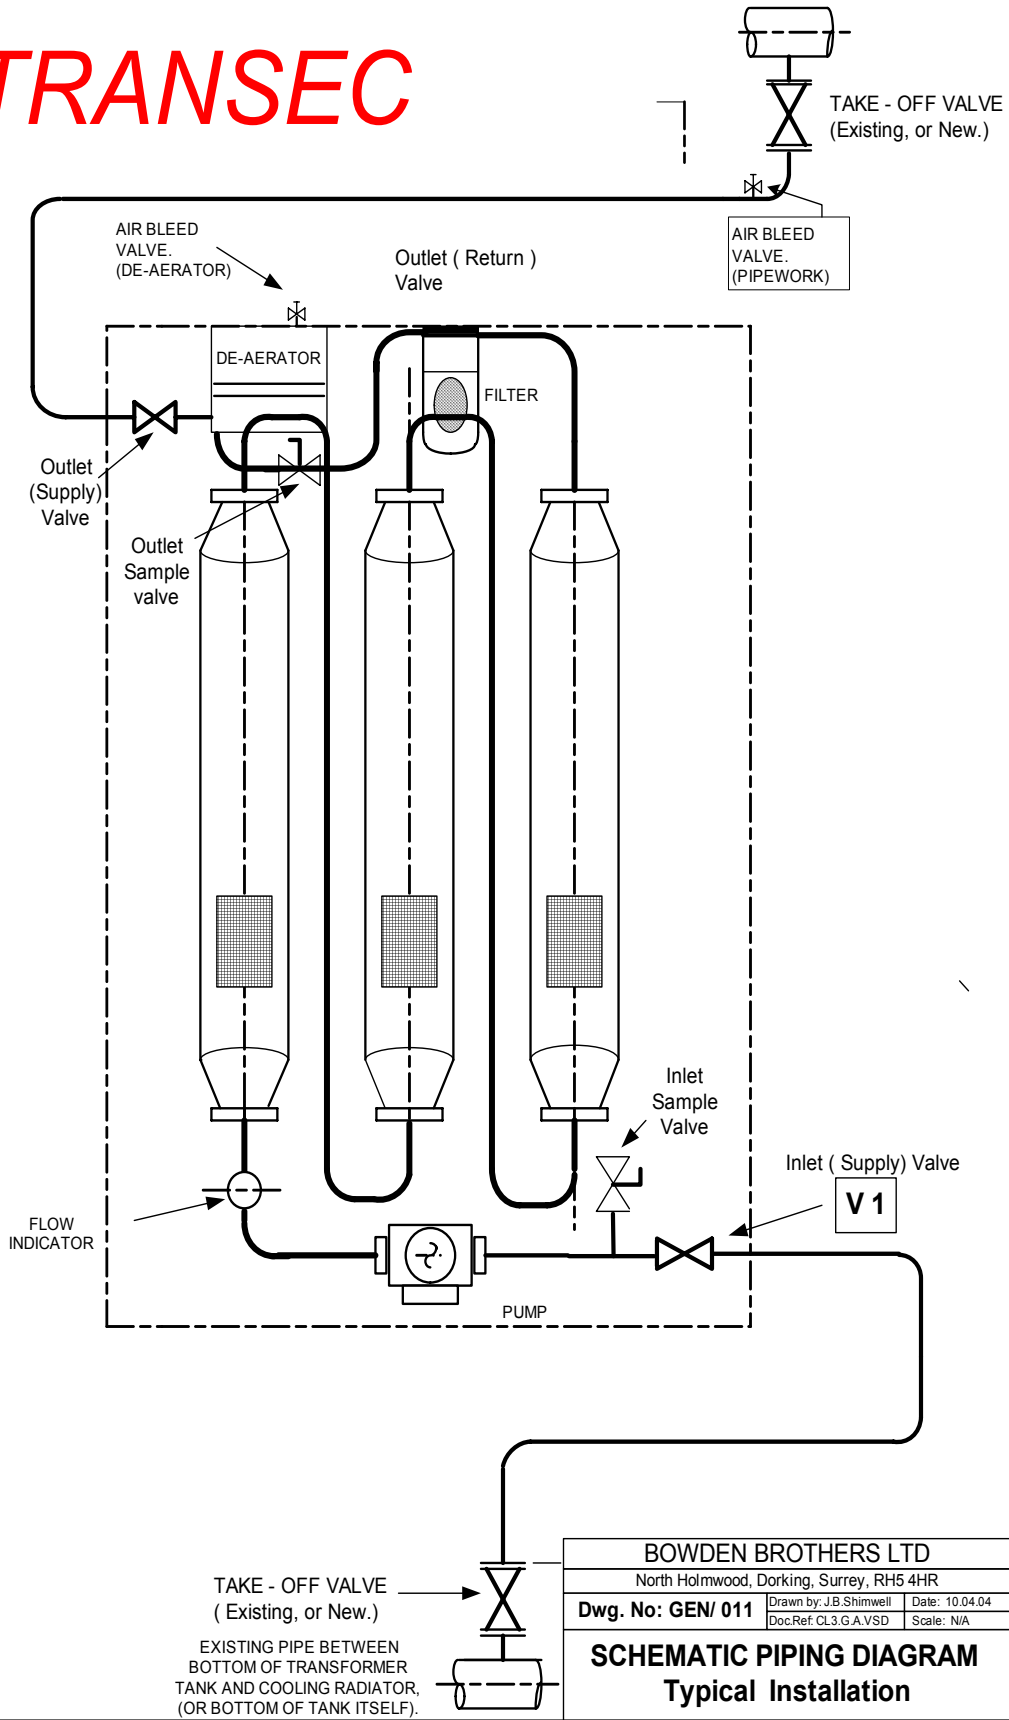 TRANSEC
TAKE - OFF VALVE
(Existing, or New.)
AIR BLEED
VALVE.
(DE-AERATOR)
Outlet ( Return )
Valve
AIR BLEED
VALVE.
(PIPEWORK)
DE-AERATOR
FILTER
Outlet
(Supply)
Valve
Outlet
Sample
valve
Inlet
Sample
Valve
Inlet ( Supply) Valve
V 1
FLOW
INDICATOR
PUMP
TAKE - OFF VALVE
( Existing, or New.)
EXISTING PIPE BETWEEN
BOTTOM OF TRANSFORMER
TANK AND COOLING RADIATOR,
(OR BOTTOM OF TANK ITSELF).
BOWDEN BROTHERS LTD
North Holmwood, Dorking, Surrey, RH5 4HR
Dwg. No: GEN/ 011
Drawn by: J.B.Shimwell
Date: 10.04.04
Doc.Ref: CL3.G.A.VSD
Scale: N/A
SCHEMATIC PIPING DIAGRAM
Typical Installation